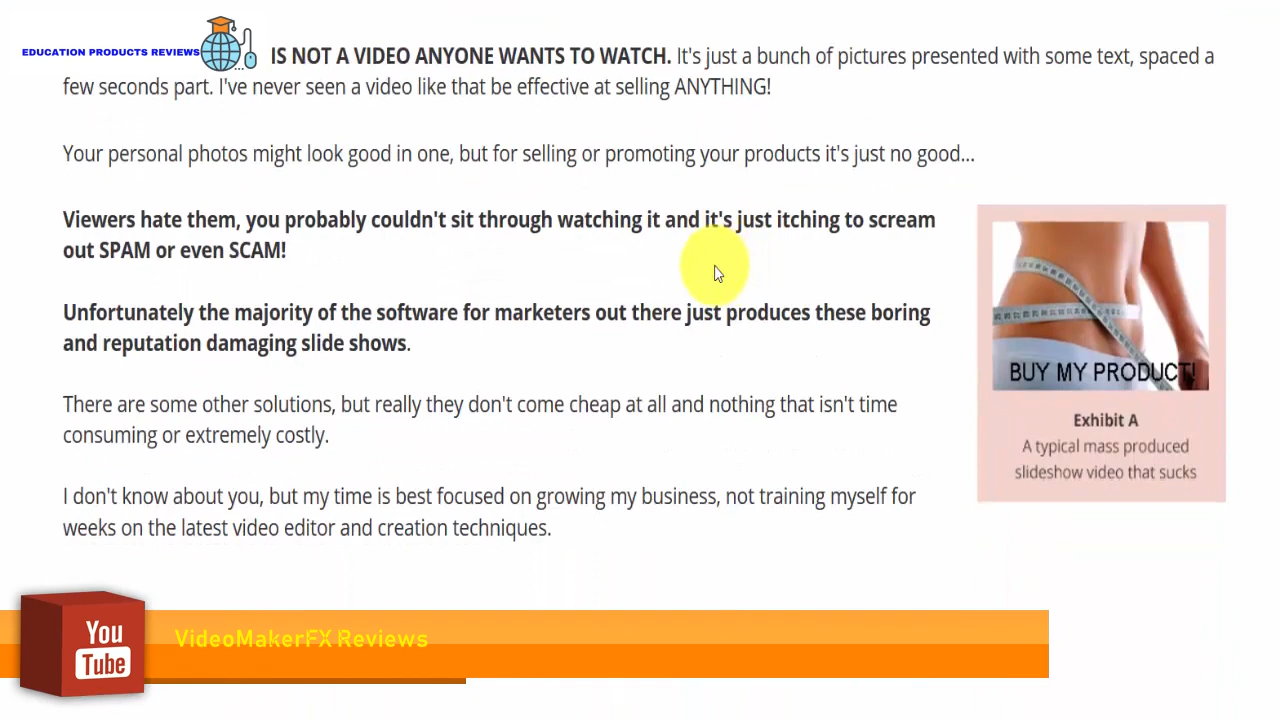 EDUCATION PRODUCTS REVIEWS
IS NOT A VIDEO ANYONE WANTS TO WATCH. It's just a bunch of pictures presented with some text, spaced a
few seconds part. I've never seen a video like that be effective at selling ANYTHING!
Your personal photos might look good in one, but for selling or promoting your products it's just no good...
Viewers hate them, you probably couldn't sit through watching it and it's just itching to scream
out SPAM or even SCAM!
Unfortunately the majority of the software for marketers out there just produces these boring
and reputation damaging slide shows.
There are some other solutions, but really they don't come cheap at all and nothing that isn't time
consuming or extremely costly.
I don't know about you, but my time is best focused on growing my business, not training myself for
weeks on the latest video editor and creation techniques.
BUY MY PRODUCT!
Exhibit A
A typical mass produced
slideshow video that sucks
You
Tube
VideoMakerFX Reviews